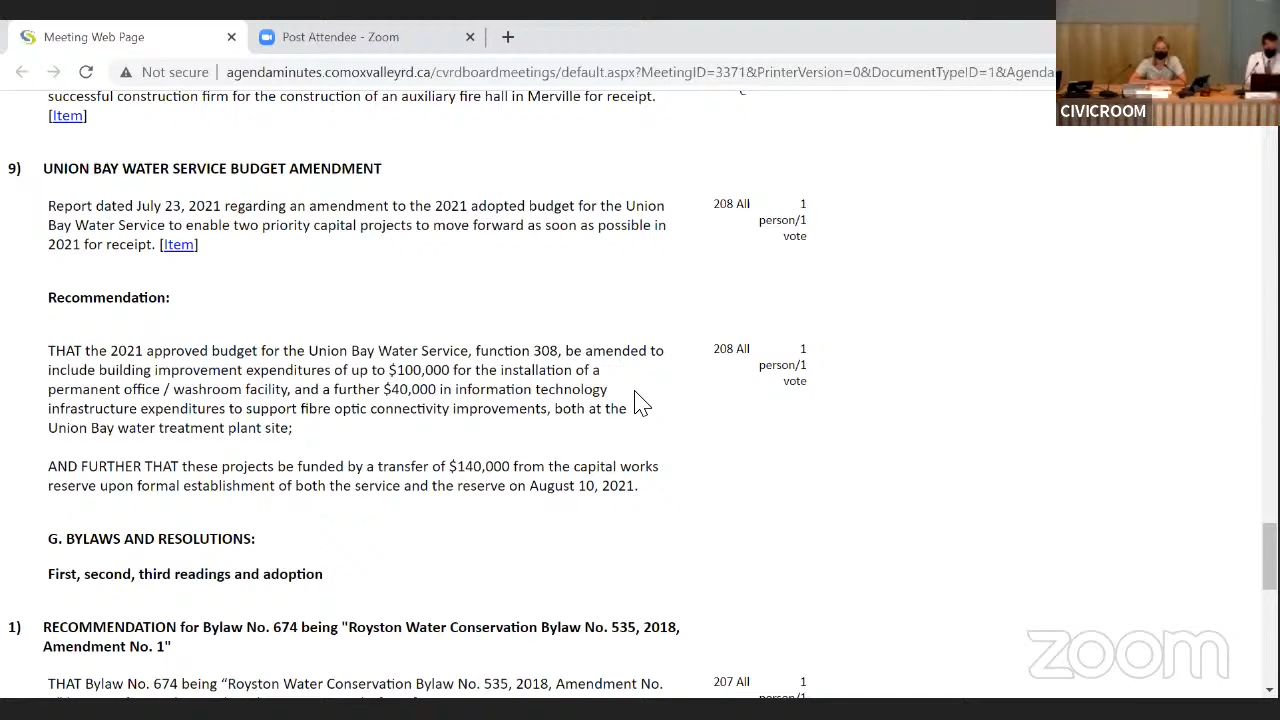 Meeting Web Page
Post Attendee - Zoom
Not secure
agendaminutes.comoxvalleyrd.ca/cvrdboardmeetings/default.aspx?MeetingID=3371&PrinterVersion=0&DocumentTypeID=1&Agenda
CIVICROOM
successful construction firm for the construction of an auxiliary fire hall in Merville for receipt.
[Item]
9) UNION BAY WATER SERVICE BUDGET AMENDMENT
Report dated July 23, 2021 regarding an amendment to the 2021 adopted budget for the Union
Bay Water Service to enable two priority capital projects to move forward as soon as possible in
2021 for receipt. [Item]
208 All 1
person/1
vote
Recommendation:
THAT the 2021 approved budget for the Union Bay Water Service, function 308, be amended to
include building improvement expenditures of up to $100,000 for the installation of a
permanent office / washroom facility, and a further $40,000 in information technology
infrastructure expenditures to support fibre optic connectivity improvements, both at the
Union Bay water treatment plant site;
208 All 1
person/1
vote
AND FURTHER THAT these projects be funded by a transfer of $140,000 from the capital works
reserve upon formal establishment of both the service and the reserve on August 10, 2021.
G. BYLAWS AND RESOLUTIONS:
First, second, third readings and adoption
1) RECOMMENDATION for Bylaw No. 674 being "Royston Water Conservation Bylaw No. 535, 2018,
Amendment No. 1"
THAT Bylaw No. 674 being “Royston Water Conservation Bylaw No. 535, 2018, Amendment No.
207 All 1
person/1
zoom